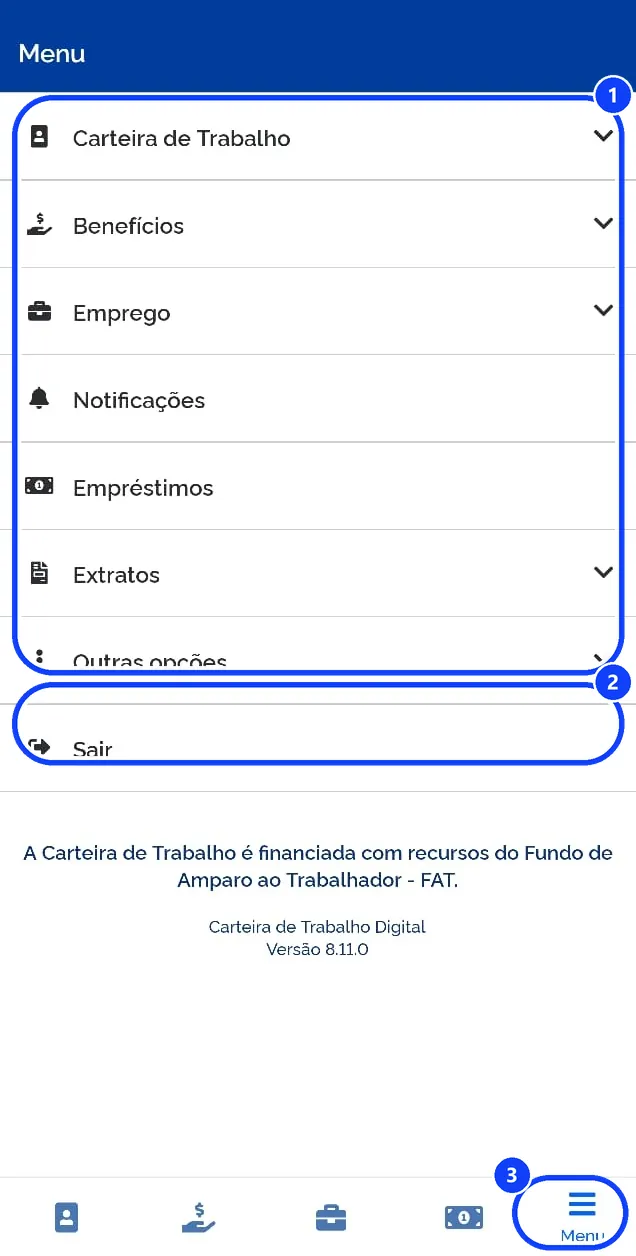 Menu
1
Carteira de Trabalho
Benefícios
Emprego
Notificações
Empréstimos
Extratos
Outras opções
2
Sair
A Carteira de Trabalho é financiada com recursos do Fundo de
Amparo ao Trabalhador - FAT.
Carteira de Trabalho Digital
Versão 8.11.0
3
Menu